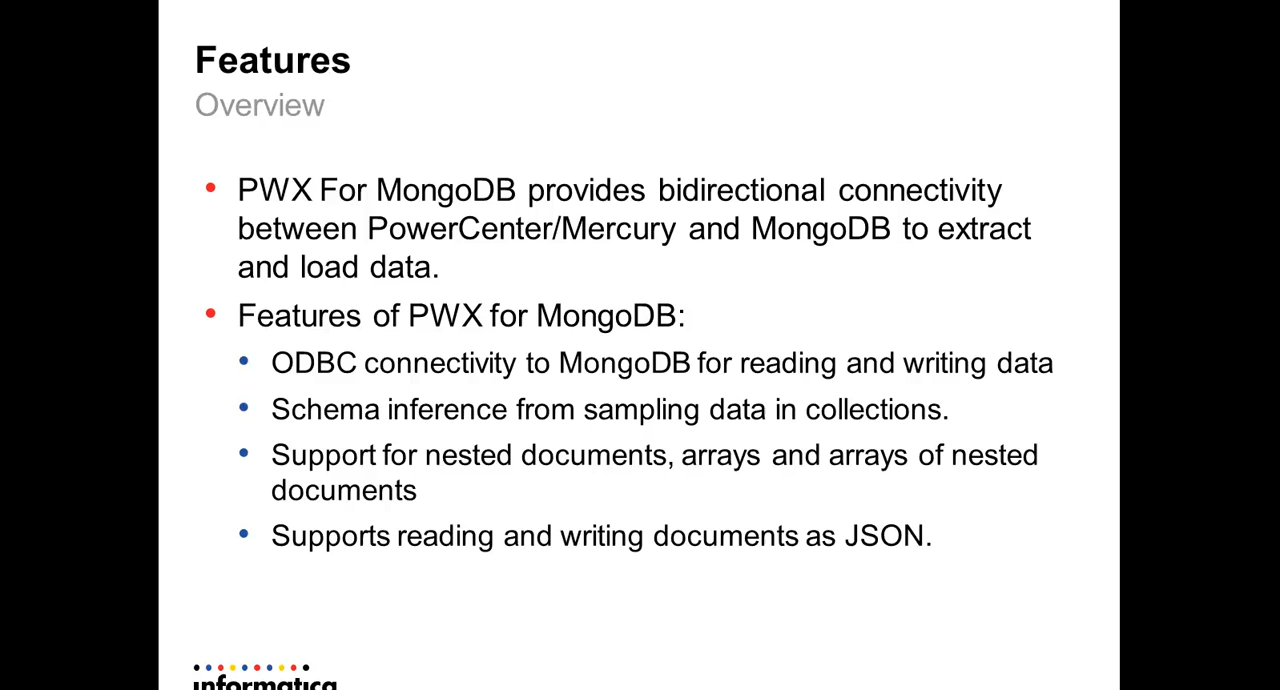 Features
Overview
• PWX For MongoDB provides bidirectional connectivity
between PowerCenter/Mercury and MongoDB to extract
and load data.
• Features of PWX for MongoDB:
• ODBC connectivity to MongoDB for reading and writing data
• Schema inference from sampling data in collections.
• Support for nested documents, arrays and arrays of nested
documents
• Supports reading and writing documents as JSON.
informatica